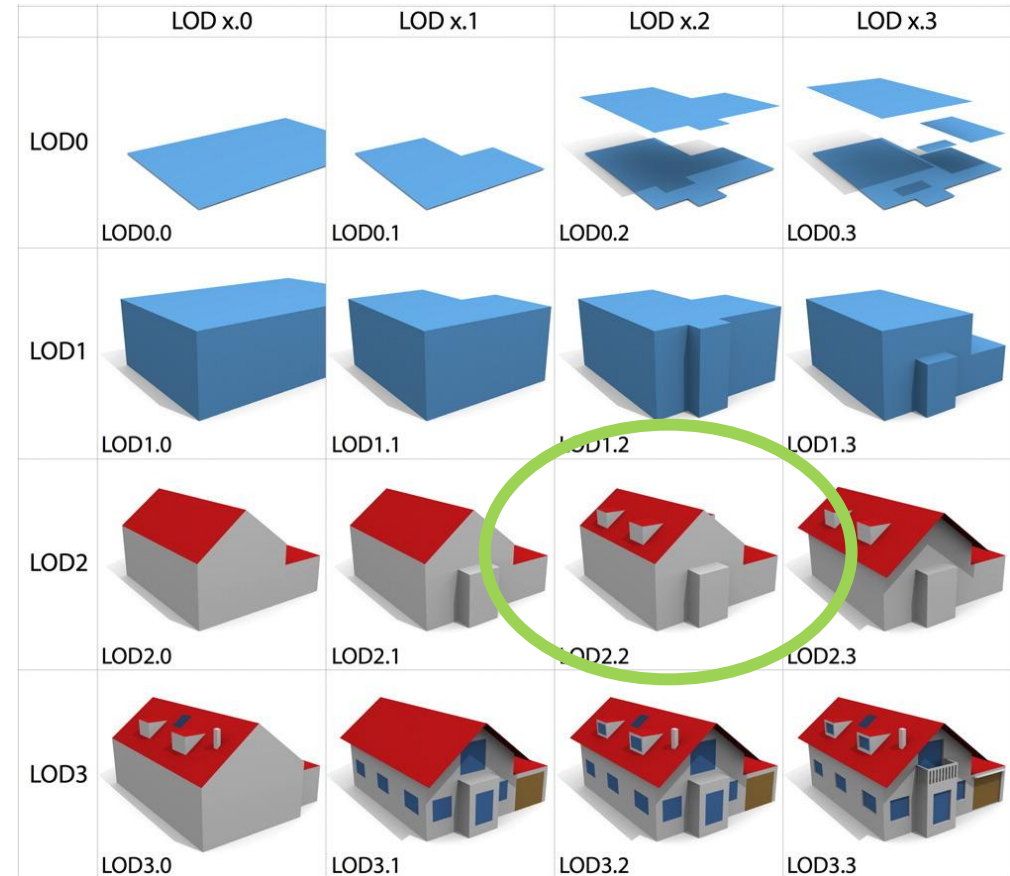 LOD x.0 LOD x.1 LOD x.2 LOD x.3
LOD0
LOD0.0 LOD0.1 LOD0.2 LOD0.3
LOD1
LOD1.0 LOD1.1 LOD1.2 LOD1.3
LOD2
LOD2.0 LOD2.1 LOD2.2 LOD2.3
LOD3
LOD3.0 LOD3.1 LOD3.2 LOD3.3